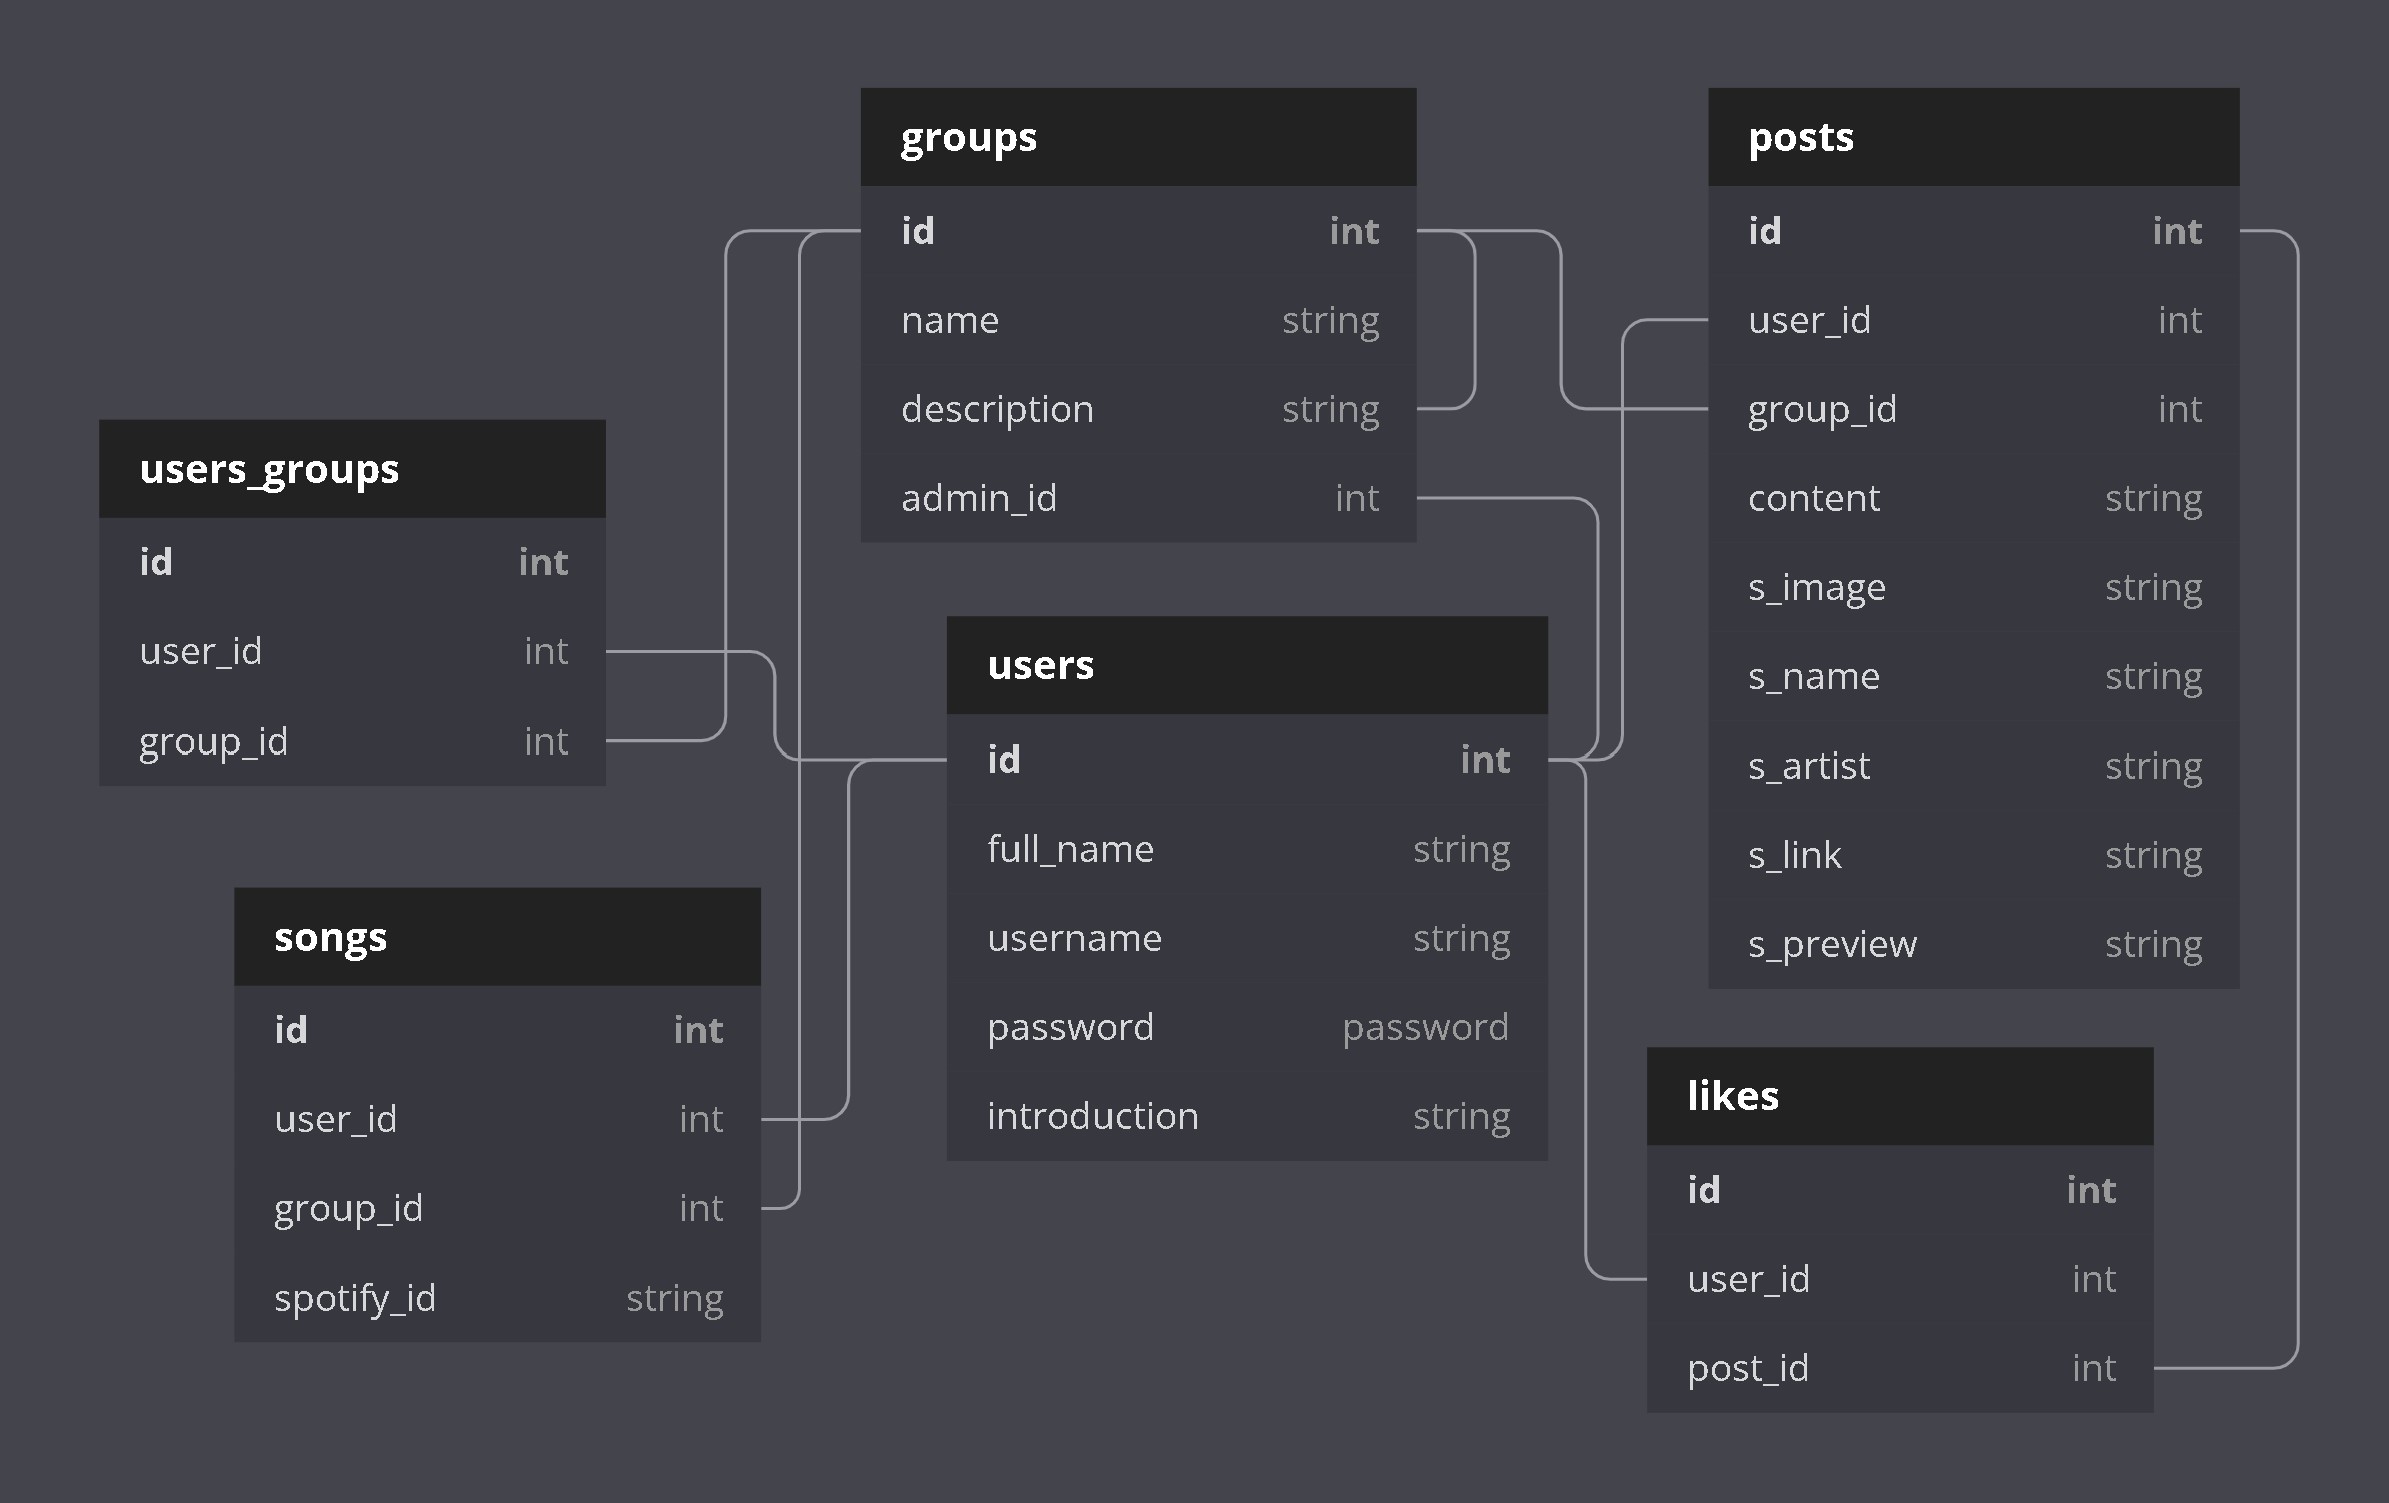 groups
id int
name string
description string
admin_id int
posts
id int
user_id int
group_id int
content string
s_image string
s_name string
s_artist string
s_link string
s_preview string
users_groups
id int
user_id int
group_id int
users
id int
full_name string
username string
password password
introduction string
songs
id int
user_id int
group_id int
spotify_id string
likes
id int
user_id int
post_id int